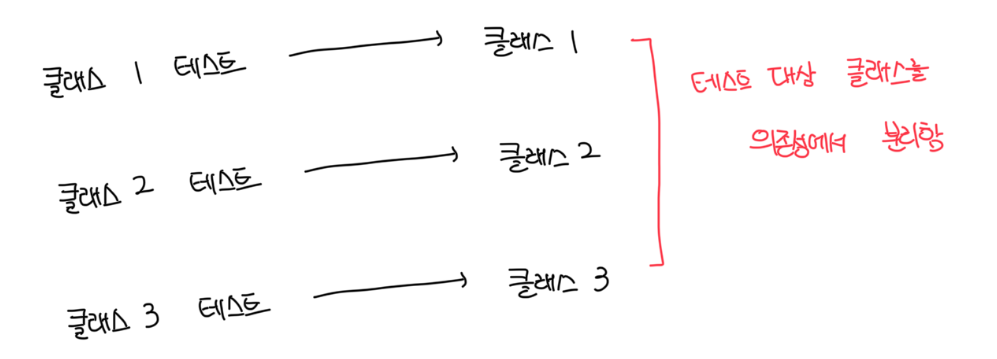 클래스 1 테스트 → 클래스 1
테스트 대상 클래스를
의존성에서 분리함
클래스 2 테스트 → 클래스 2
클래스 3 테스트 → 클래스 3